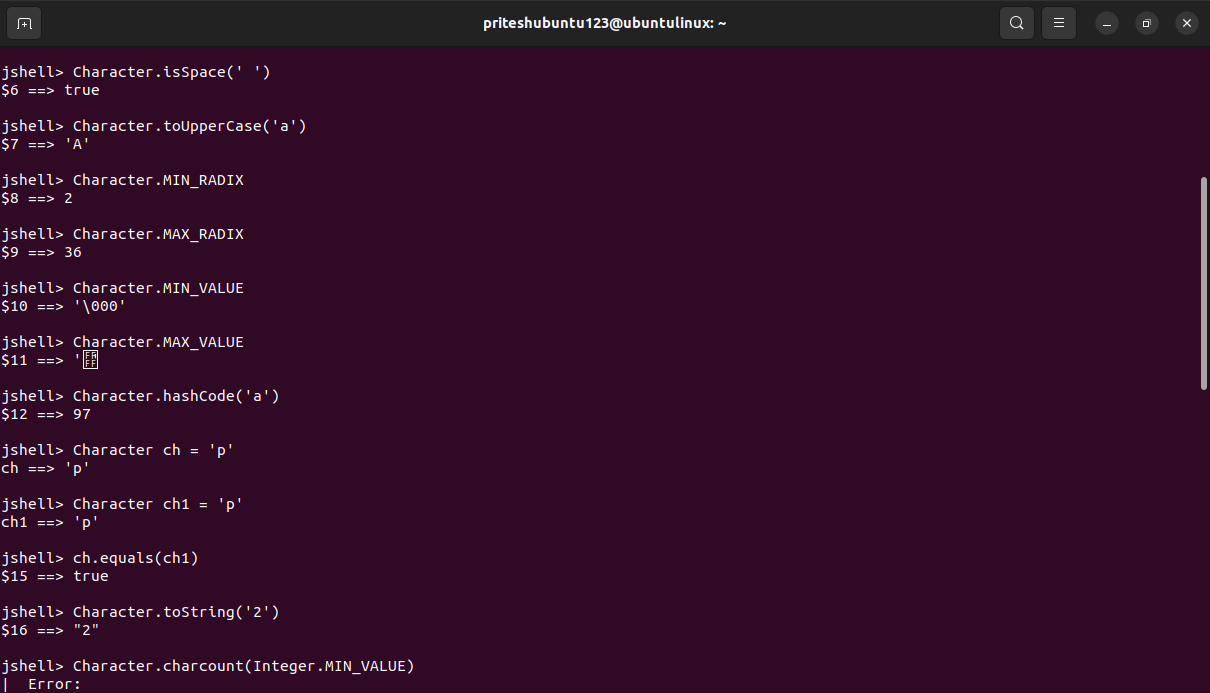 priteshubuntu123@ubuntulinux: ~
jshell> Character.isSpace(' ')
$6 ==> true
jshell> Character.toUpperCase('a')
$7 ==> 'A'
jshell> Character.MIN_RADIX
$8 ==> 2
jshell> Character.MAX_RADIX
$9 ==> 36
jshell> Character.MIN_VALUE
$10 ==> '\000'
jshell> Character.MAX_VALUE
$11 ==> '
jshell> Character.hashCode('a')
$12 ==> 97
jshell> Character ch = 'p'
ch ==> 'p'
jshell> Character ch1 = 'p'
ch1 ==> 'p'
jshell> ch.equals(ch1)
$15 ==> true
jshell> Character.toString('2')
$16 ==> "2"
jshell> Character.charcount(Integer.MIN_VALUE)
|  Error: